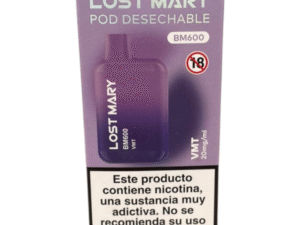 LOST MARY
POD DESECHABLE
BM600
18
LOST MARY
BM600
VMT
VMT
20mg/ml
Este producto
contiene nicotina,
una sustancia muy
adictiva. No se
recomienda su uso